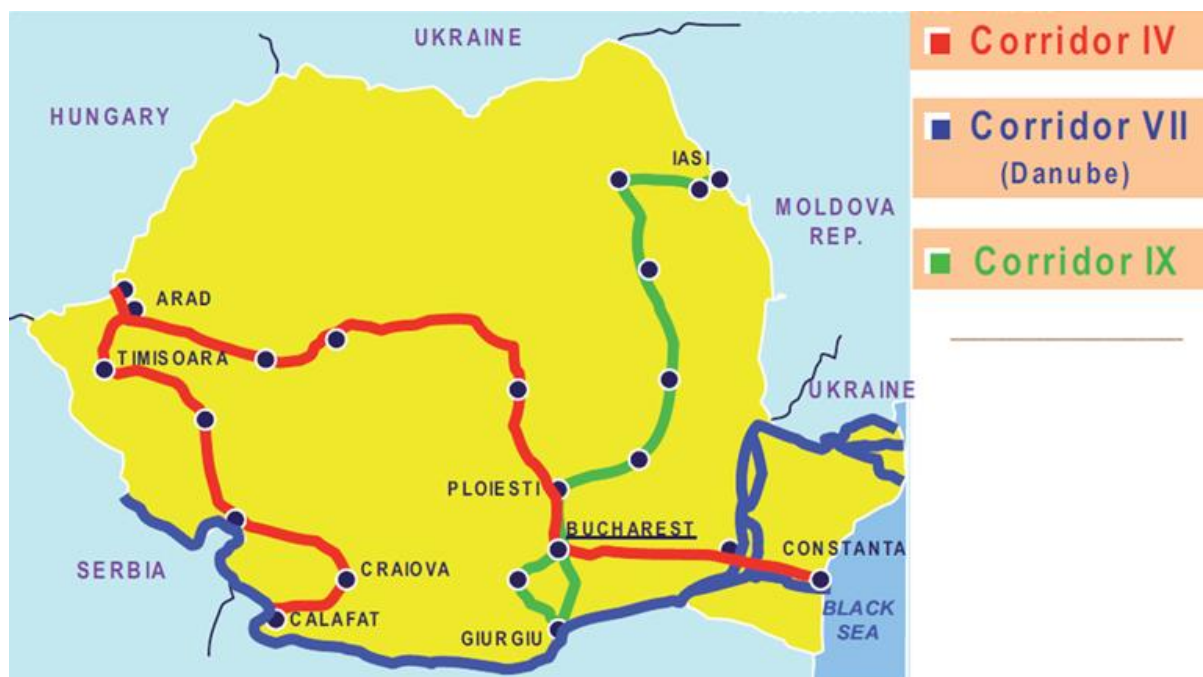 UKRAINE
HUNGARY
IASI
MOLDOVA
REP.
ARAD
TIMISOARA
UKRAINE
PLOIESTI
BUCHAREST
CONSTANTA
SERBIA
CRAIOVA
CALAFAT
GIURGIU
BLACK
SEA
Corridor IV
Corridor VII
(Danube)
Corridor IX